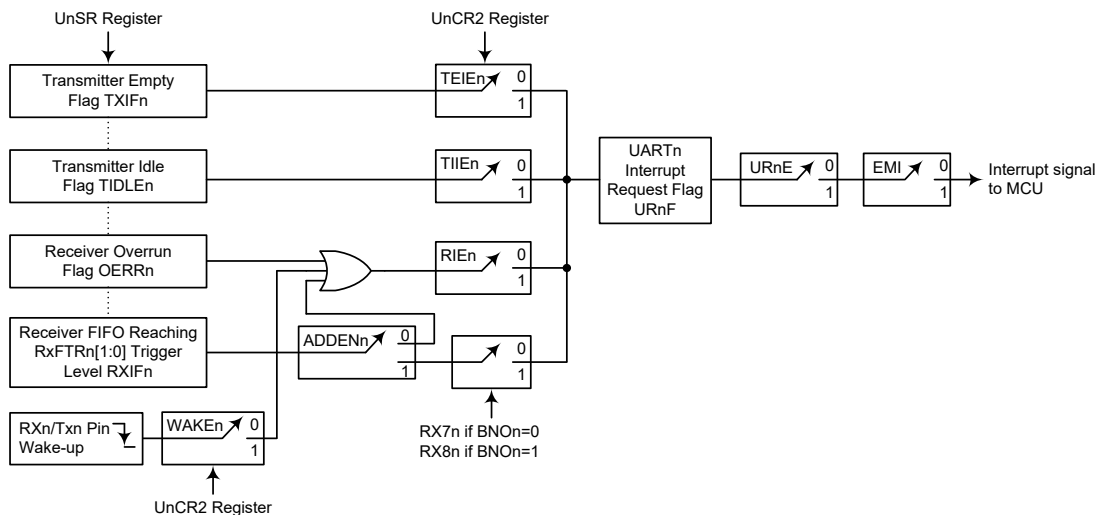 UnSR Register
UnCR2 Register
Transmitter Empty
Flag TXIFn
TEIEn
0
1
Transmitter Idle
Flag TIDLEn
TIIEn
0
1
UARTn
Interrupt
Request Flag
URnF
URnE
0
1
EMI
0
1
Interrupt signal
to MCU
Receiver Overrun
Flag OERRn
RIEn
0
1
Receiver FIFO Reaching
RxFTRn[1:0] Trigger
Level RXIFn
ADDENn
0
1
0
1
RXn/Txn Pin
Wake-up
WAKEn
0
1
RX7n if BNOn=0
RX8n if BNOn=1
UnCR2 Register